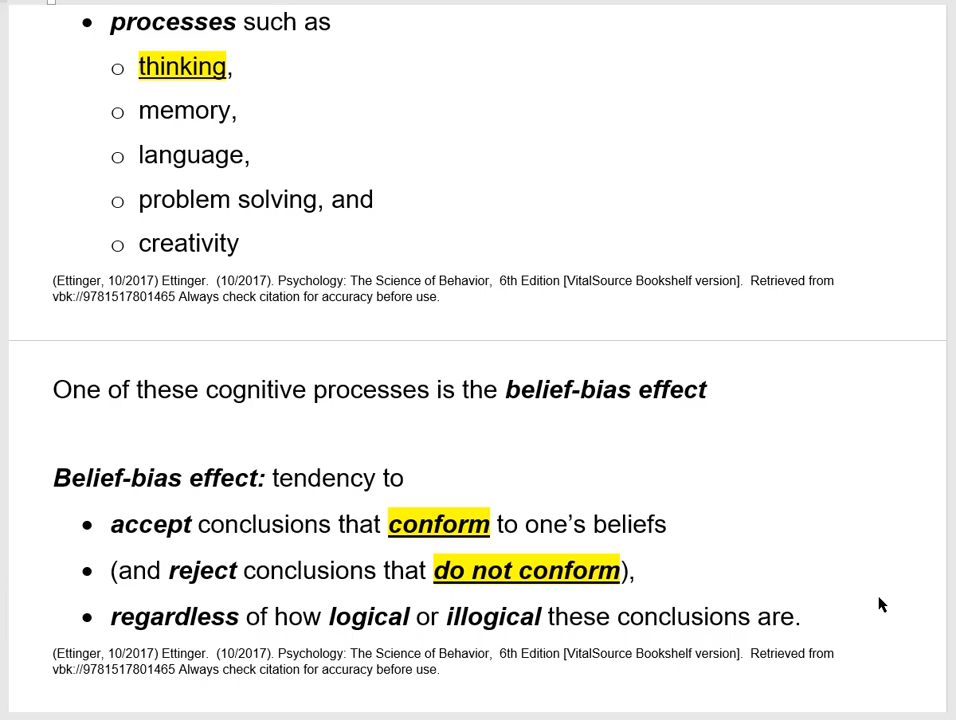 • processes such as
o thinking,
o memory,
o language,
o problem solving, and
o creativity
(Ettinger, 10/2017) Ettinger. (10/2017). Psychology: The Science of Behavior, 6th Edition [VitalSource Bookshelf version]. Retrieved from
vbk://9781517801465 Always check citation for accuracy before use.
One of these cognitive processes is the belief-bias effect
Belief-bias effect: tendency to
• accept conclusions that conform to one’s beliefs
• (and reject conclusions that do not conform),
• regardless of how logical or illogical these conclusions are.
(Ettinger, 10/2017) Ettinger. (10/2017). Psychology: The Science of Behavior, 6th Edition [VitalSource Bookshelf version]. Retrieved from
vbk://9781517801465 Always check citation for accuracy before use.